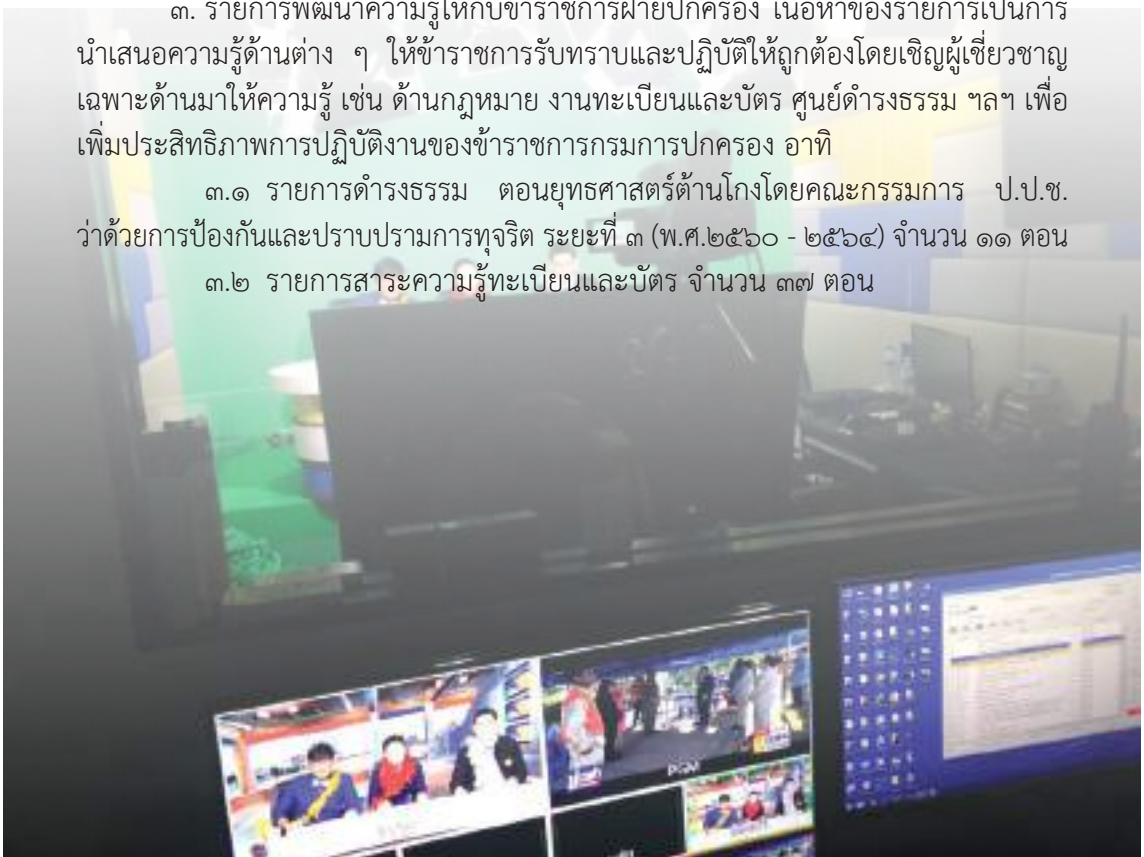 ๓. รายการพัฒนาความรู้ให้กับข้าราชการฝ่ายปกครอง เนื้อหาของรายการเป็นการ
นำเสนอความรู้ด้านต่าง ๆ ให้ข้าราชการรับทราบและปฏิบัติให้ถูกต้องโดยเชิญผู้เชี่ยวชาญ
เฉพาะด้านมาให้ความรู้ เช่น ด้านกฎหมาย งานทะเบียนและบัตร ศูนย์ดำรงธรรม ฯลฯ เพื่อ
เพิ่มประสิทธิภาพการปฏิบัติงานของข้าราชการกรมการปกครอง อาทิ
๓.๑ รายการดำรงธรรม ตอนยุทธศาสตร์ต้านโกงโดยคณะกรรมการ ป.ป.ช.
ว่าด้วยการป้องกันและปราบปรามการทุจริต ระยะที่ ๓ (พ.ศ.๒๕๖๐ - ๒๕๖๔) จำนวน ๑๑ ตอน
๓.๒ รายการสาระความรู้ทะเบียนและบัตร จำนวน ๓๗ ตอน